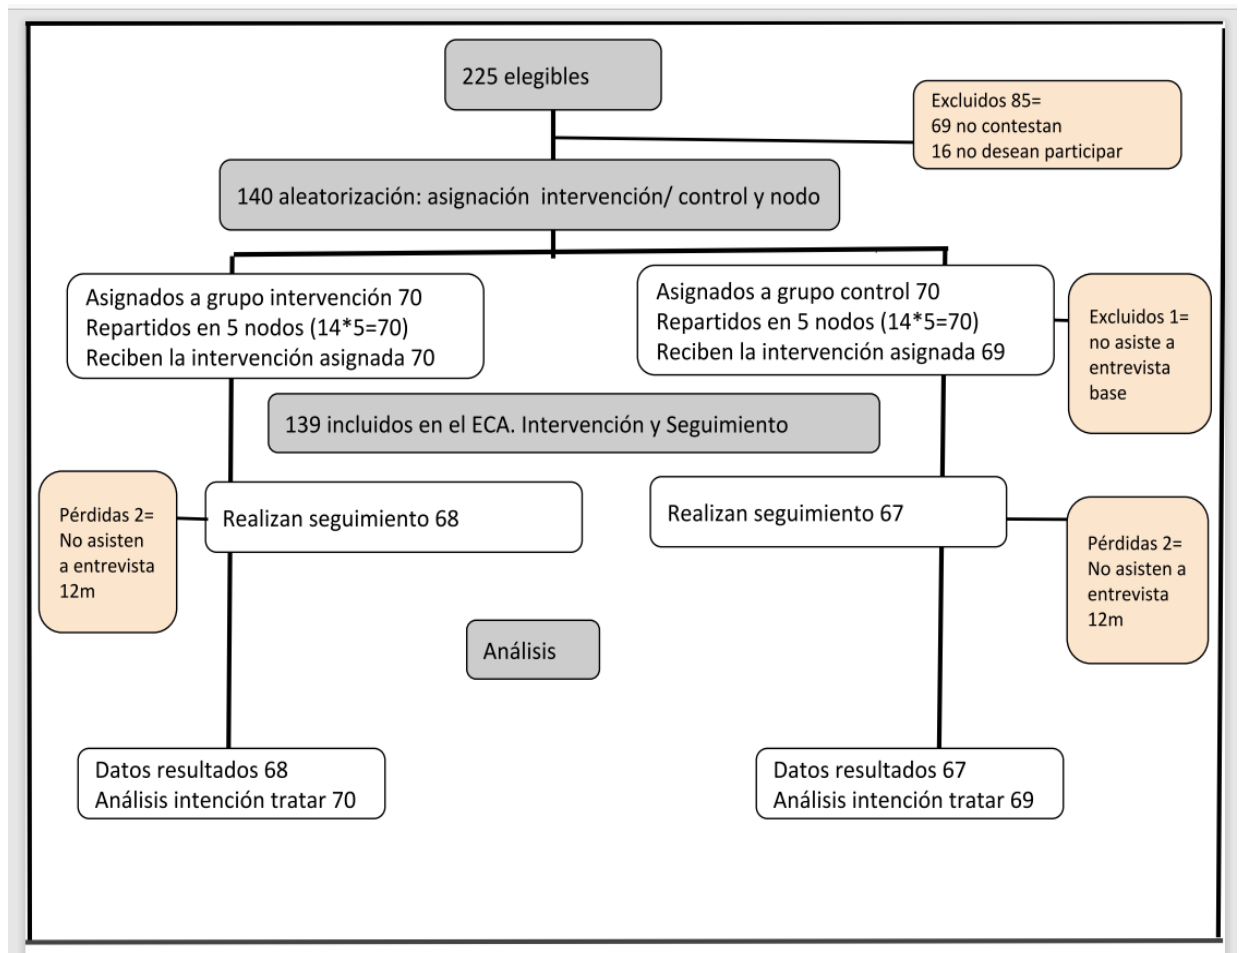 225 elegibles
Excluidos 85=
69 no contestan
16 no desean participar
140 aleatorización: asignación intervención/ control y nodo
Asignados a grupo intervención 70
Repartidos en 5 nodos (14*5=70)
Reciben la intervención asignada 70
Asignados a grupo control 70
Repartidos en 5 nodos (14*5=70)
Reciben la intervención asignada 69
Excluidos 1=
no asiste a
entrevista
base
139 incluidos en el ECA. Intervención y Seguimiento
Pérdidas 2=
No asisten
a entrevista
12m
Realizan seguimiento 68
Realizan seguimiento 67
Pérdidas 2=
No asisten a
entrevista
12m
Análisis
Datos resultados 68
Análisis intención tratar 70
Datos resultados 67
Análisis intención tratar 69